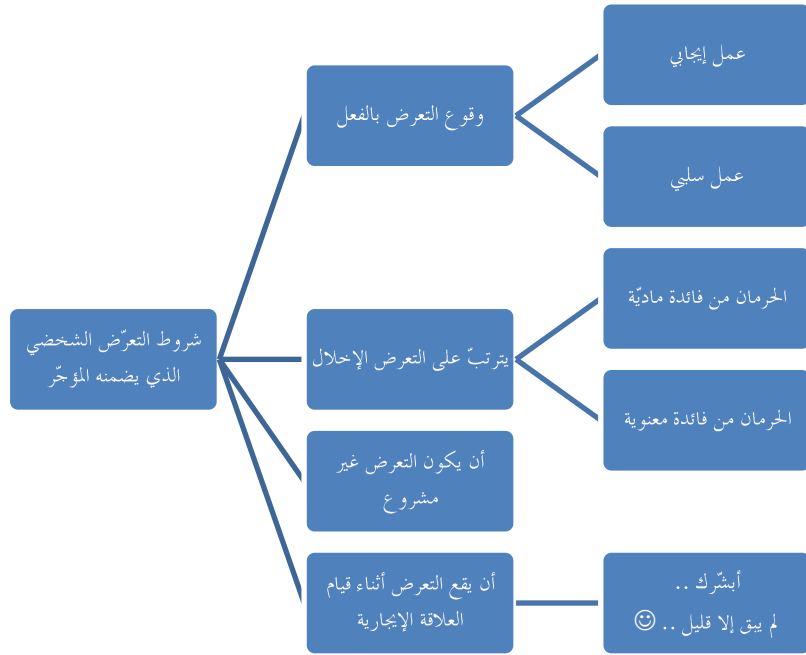 شروط التعرّض الشخضي
الذي يضمنه المؤجّر
وقوع التعرض بالفعل
عمل إيجابي
عمل سلبي
يترتبّ على التعرض الإخلال
الحرمان من فائدة ماديّة
الحرمان من فائدة معنوية
أن يكون التعرض غير
مشروع
أن يقع التعرض أثناء قيام
العلاقة الإيجارية
أبشّرك ..
لم يبق إلا قليل .. ☺